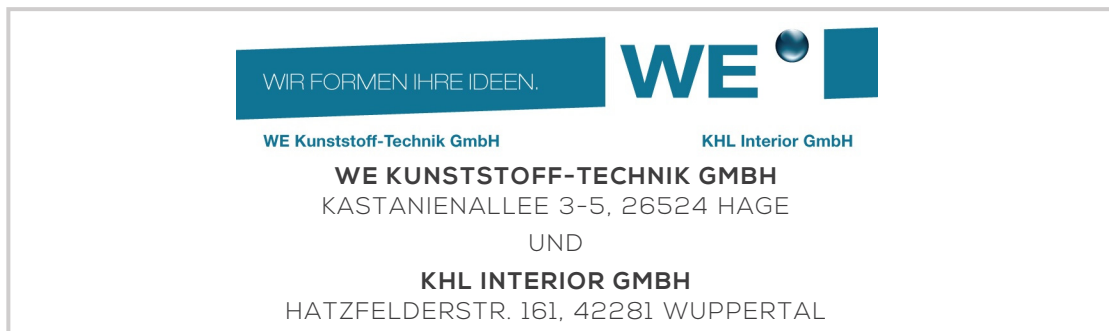 WIR FORMEN IHRE IDEEN.
WE
WE Kunststoff-Technik GmbH
KHL Interior GmbH
WE KUNSTSTOFF-TECHNIK GMBH
KASTANIENALLEE 3-5, 26524 HAGE
UND
KHL INTERIOR GMBH
HATZFELDERSTR. 161, 42281 WUPPERTAL